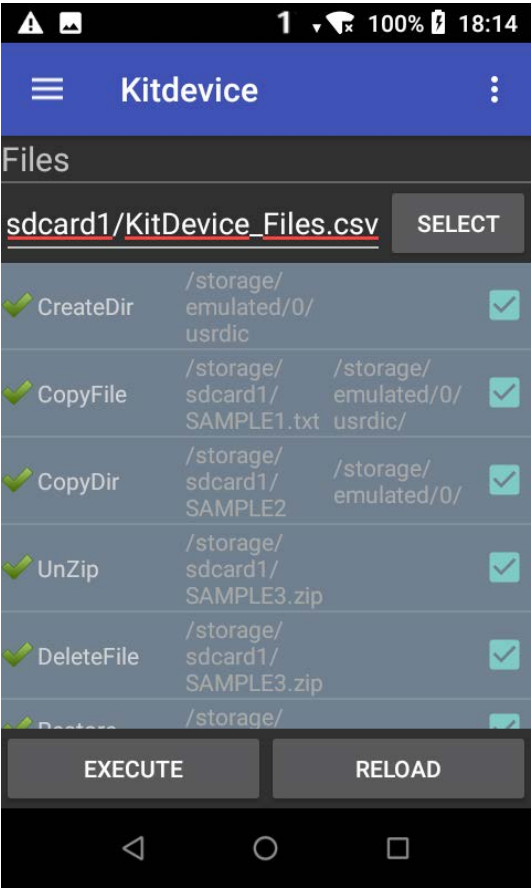 1 100% 18:14
Kitdevice
Files
sdcard1/KitDevice_Files.csv SELECT
/storage/
CreateDir emulated/0/
usrdic
/storage/ /storage/
CopyFile sdcard1/ emulated/0/
SAMPLE1.txt usrdic/
/storage/
CopyDir sdcard1/ /storage/
SAMPLE2 emulated/0/
/storage/
UnZip sdcard1/
SAMPLE3.zip
/storage/
DeleteFile sdcard1/
SAMPLE3.zip
/storage/
EXECUTE RELOAD